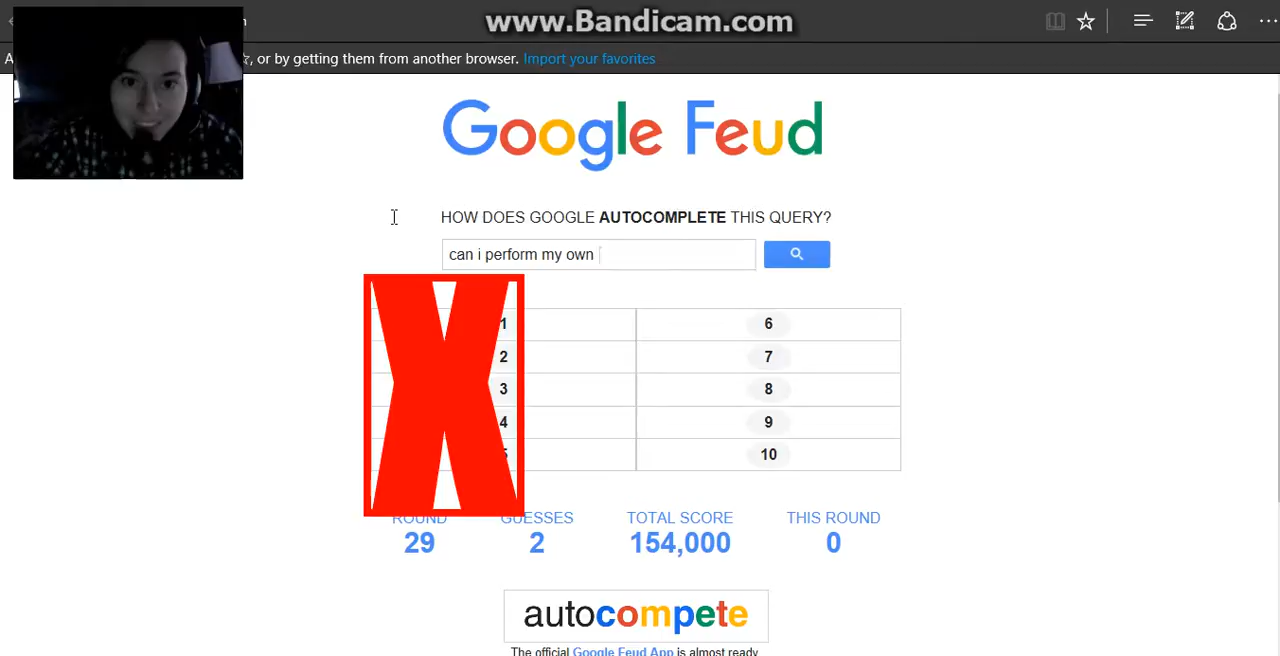 www.Bandicam.com
, or by getting them from another browser. Import your favorites
Google Feud
HOW DOES GOOGLE AUTOCOMPLETE THIS QUERY?
can i perform my own
X
1 6
2 7
3 8
4 9
10
ROUND GUESSES TOTAL SCORE THIS ROUND
29 2 154,000 0
autocompete
The official Google Feud App is almost ready